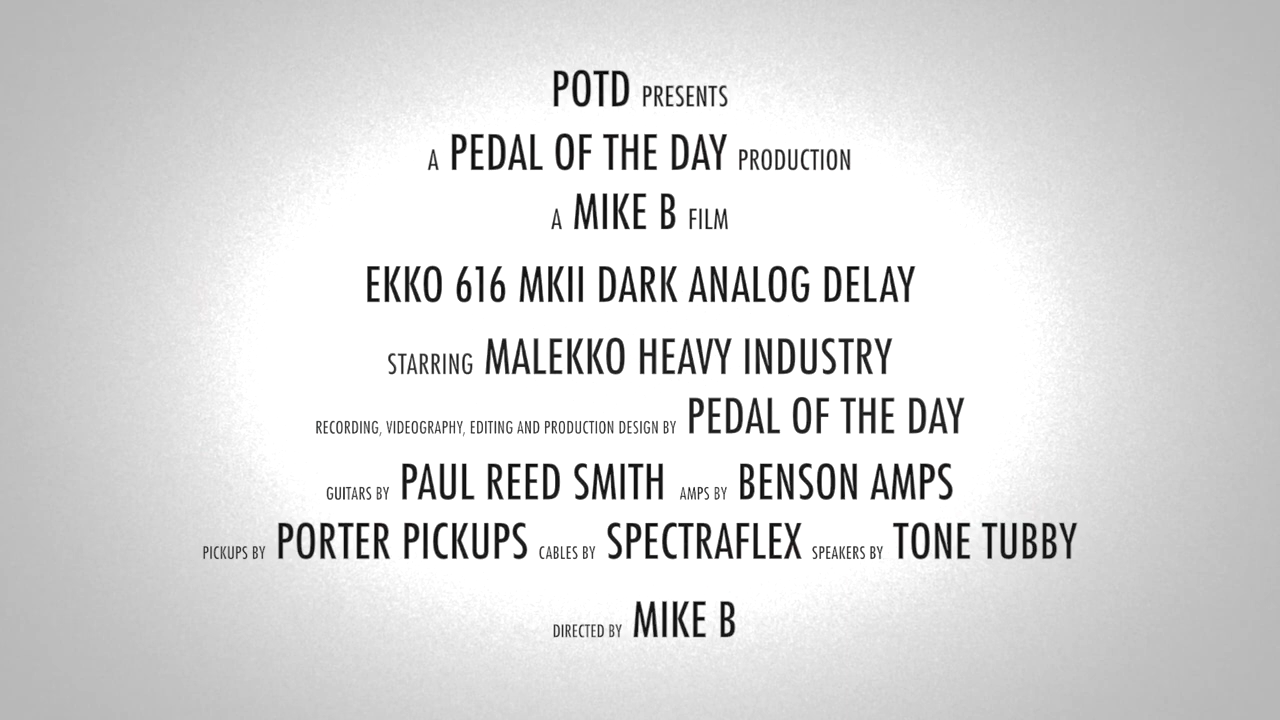 POTD PRESENTS
A PEDAL OF THE DAY PRODUCTION
A MIKE B FILM
EKKO 616 MKII DARK ANALOG DELAY
STARRING MALEKKO HEAVY INDUSTRY
RECORDING, VIDEOGRAPHY, EDITING AND PRODUCTION DESIGN BY PEDAL OF THE DAY
GUITARS BY PAUL REED SMITH AMPS BY BENSON AMPS
PICKUPS BY PORTER PICKUPS CABLES BY SPECTRAFLEX SPEAKERS BY TONE TUBBY
DIRECTED BY MIKE B